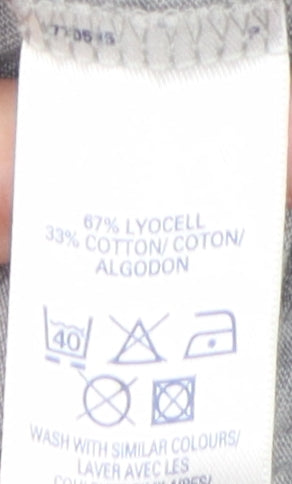 67% LYOCELL
33% COTTON/ COTON/
ALGODON
40
WASH WITH SIMILAR COLOURS/
LAVER AVEC LES